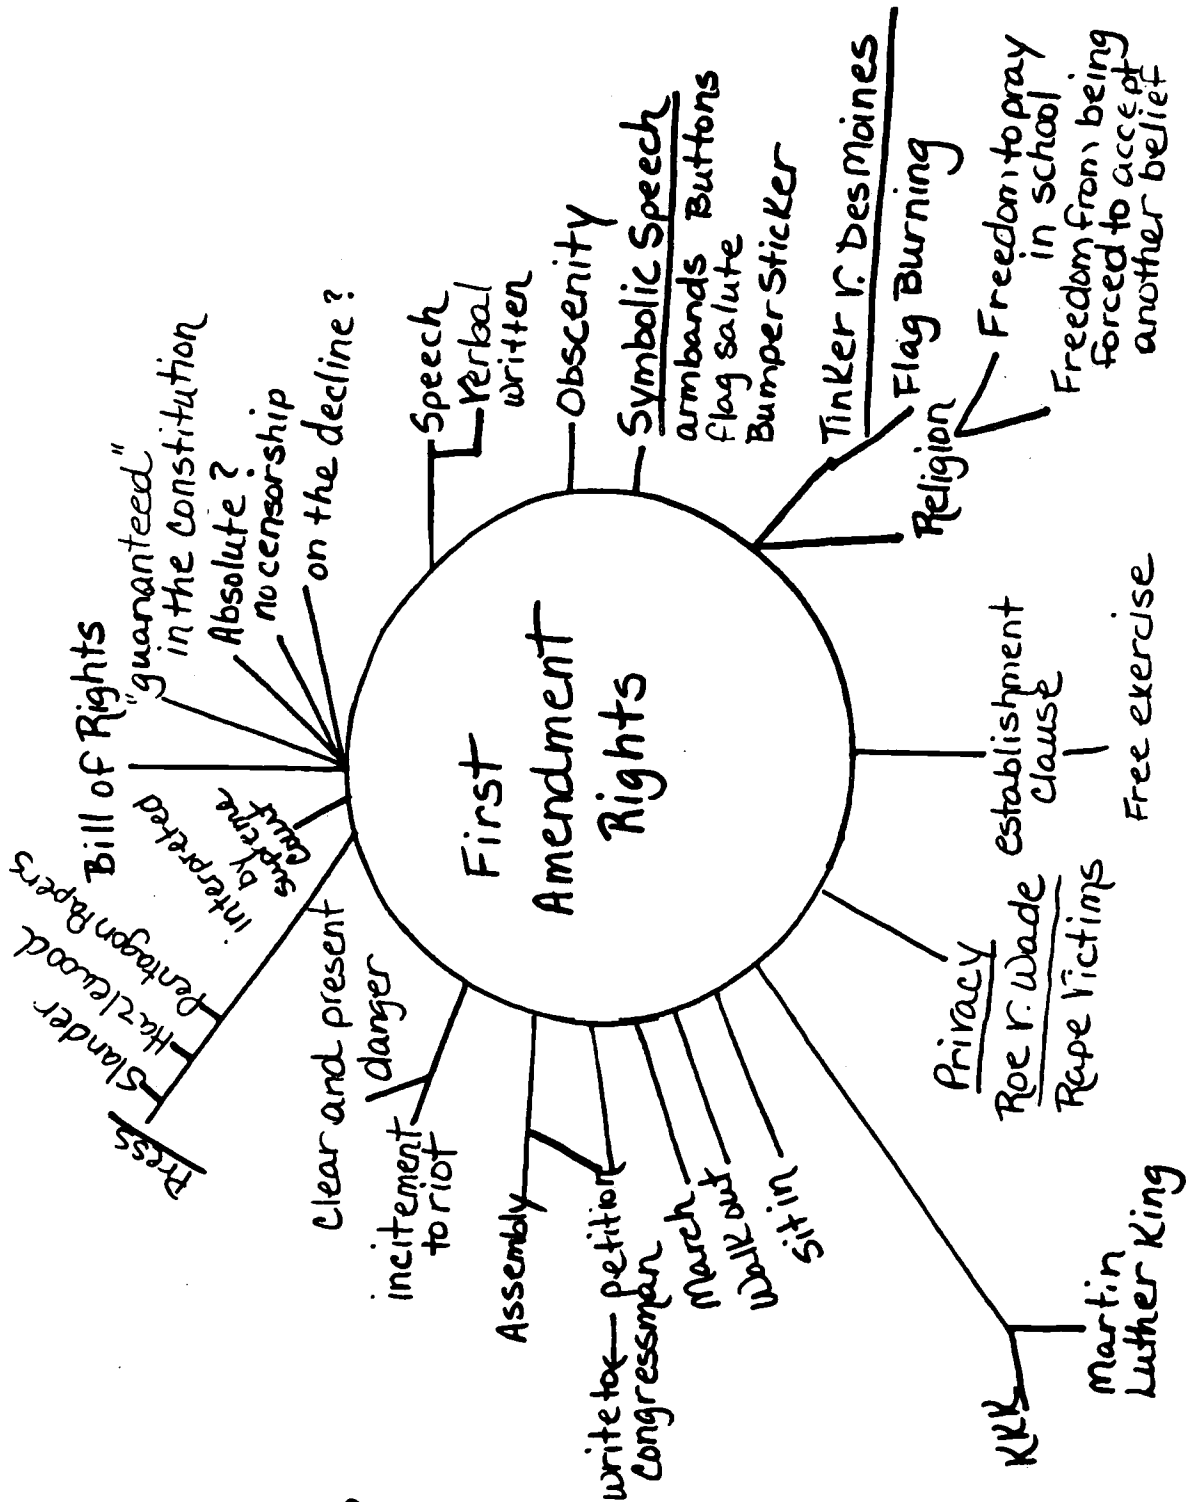 First
Amendment
Rights
Press
Slander
Hazlewood
Pentagon Papers
interpreted
by
supreme
court
Bill of Rights
"guaranteed"
in the constitution
Absolute?
no censorship
on the decline?
Speech
Verbal
written
Obscenity
Symbolic Speech
armbands Buttons
flag salute
Bumper Sticker
Tinker v. Des Moines
Flag Burning
Religion
Freedom to pray
in school
Freedom from being
forced to accept
another belief
establishment
clause
Free exercise
Privacy
Roe v. Wade
Rape Victims
Martin
Luther King
KKK
Sit in
Walk out
March
petition
write to
congressman
Assembly
incitement
to riot
Clear and present
danger